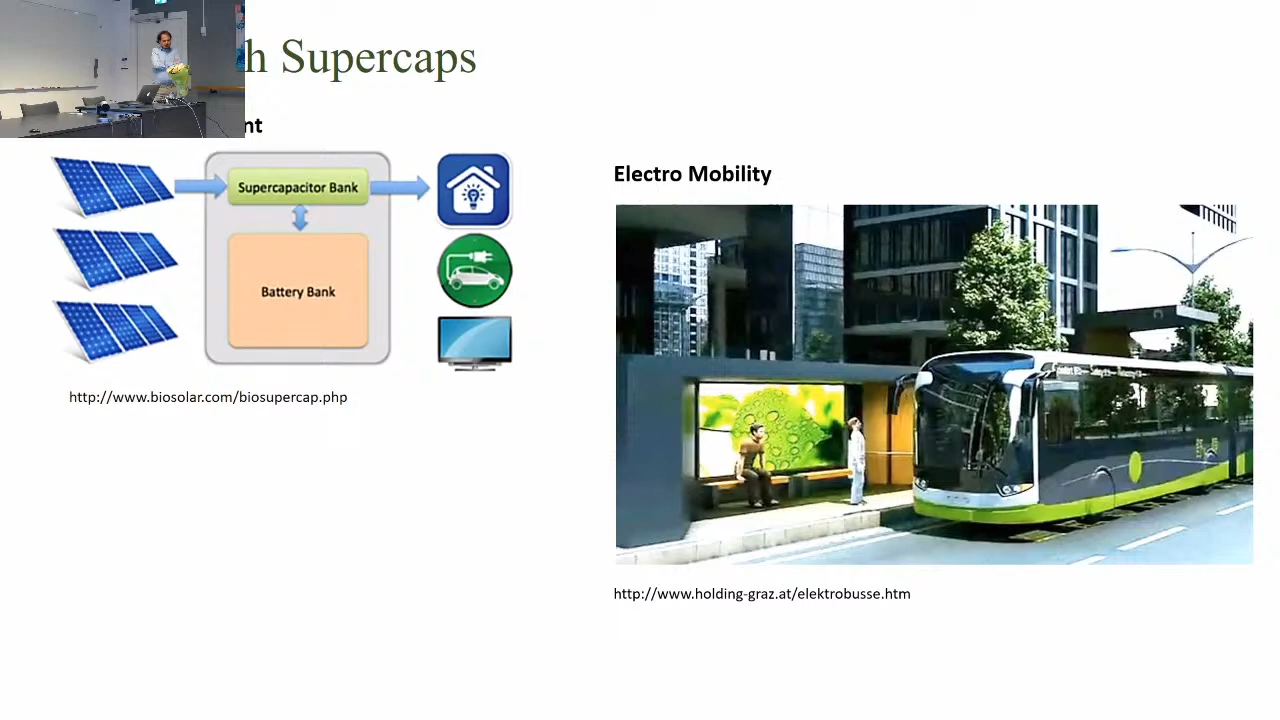 h Supercaps
nt
Supercapacitor Bank
Battery Bank
http://www.biosolar.com/biosupercap.php
Electro Mobility
http://www.holding-graz.at/elektrobusse.htm